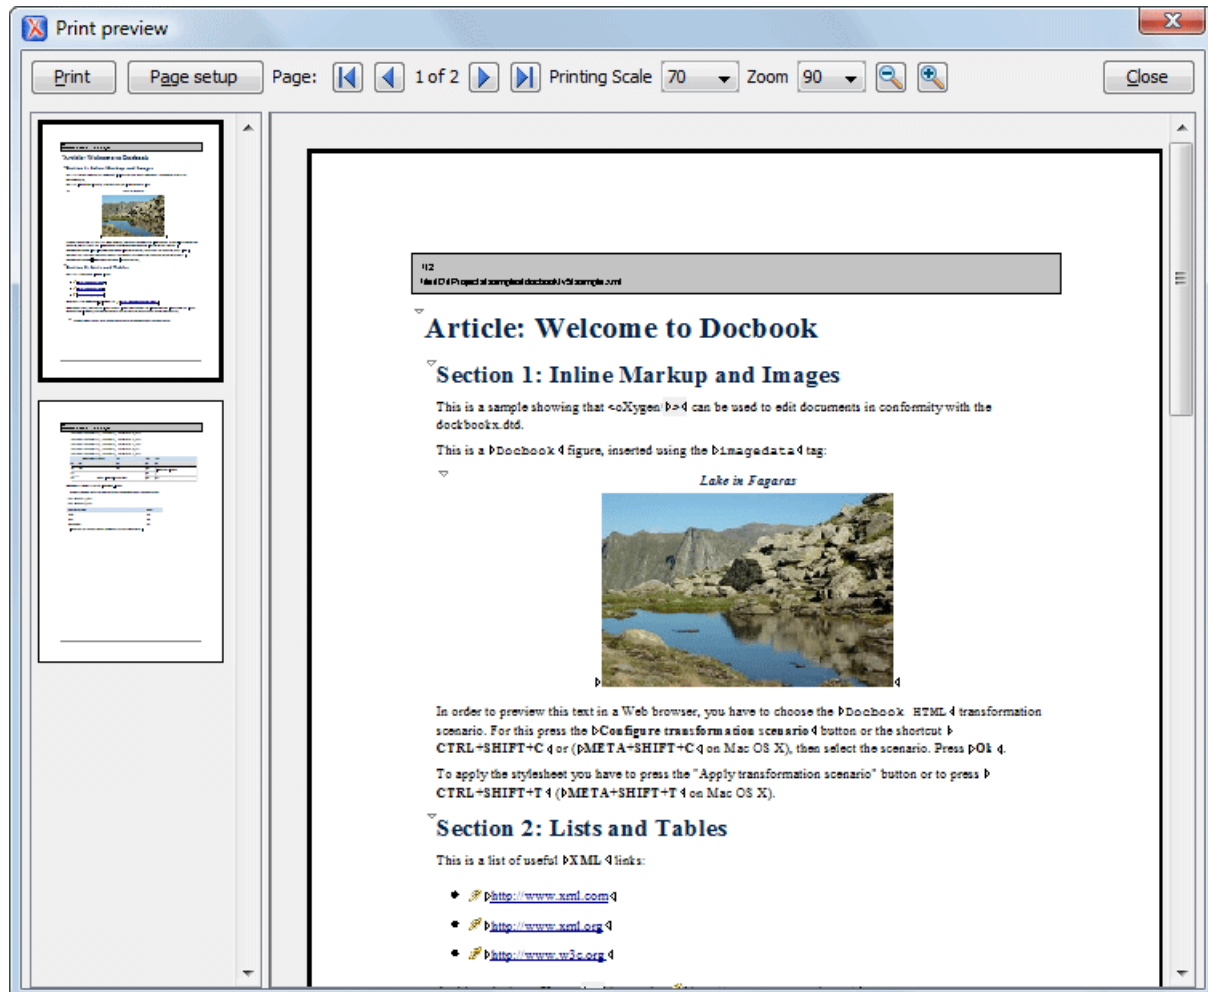 Print preview
Print Page setup Page: 1 of 2 Printing Scale 70 Zoom 90 Close
Article: Welcome to Docbook
Section 1: Inline Markup and Images
This is a sample showing that <oXygen/> can be used to edit documents in conformity with the
dockbookx.dtd.
This is a Docbook figure, inserted using the imagedata tag:
Lake in Fagaras
In order to preview this text in a Web browser, you have to choose the Docbook HTML transformation
scenario. For this press the Configure transformation scenario button or the shortcut
CTRL+SHIFT+C or (META+SHIFT+C on Mac OS X), then select the scenario. Press Ok .
To apply the stylesheet you have to press the "Apply transformation scenario" button or to press
CTRL+SHIFT+T (META+SHIFT+T on Mac OS X).
Section 2: Lists and Tables
This is a list of useful XML links:
http://www.xml.com
http://www.xml.org
http://www.w3c.org